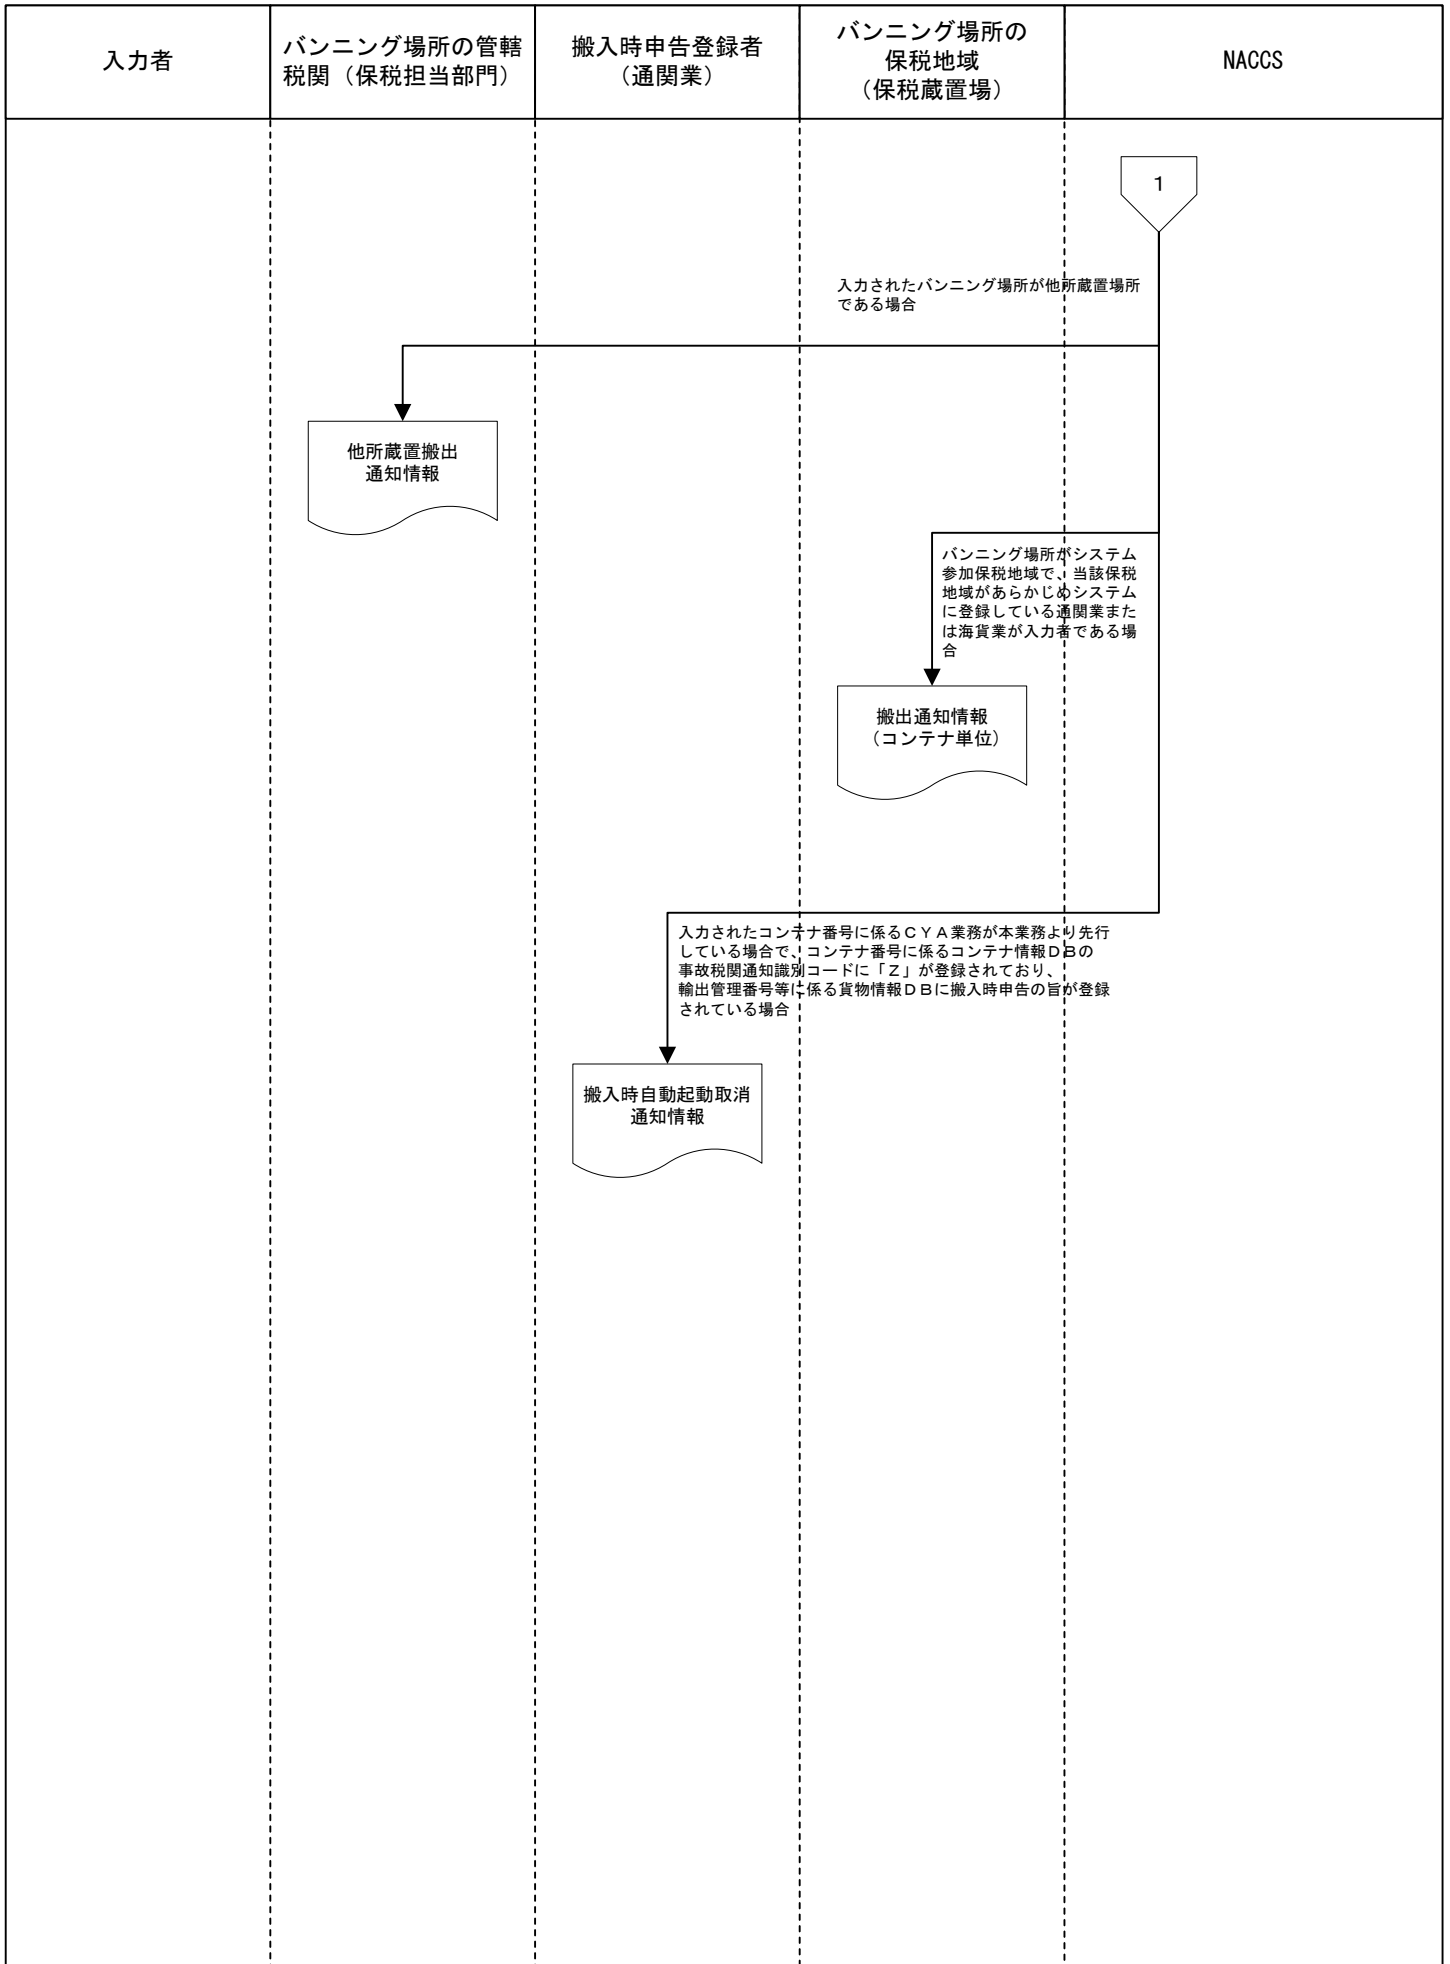 入力者
バンニング場所の管轄
税関（保税担当部門）
搬入時申告登録者
（通関業）
バンニング場所の
保税地域
（保税蔵置場）
NACCS
1
入力されたバンニング場所が他所蔵置場所
である場合
他所蔵置搬出
通知情報
バンニング場所がシステム
参加保税地域で、当該保税
地域があらかじめシステム
に登録している通関業また
は海貨業が入力者である場
合
搬出通知情報
（コンテナ単位）
入力されたコンテナ番号に係るＣＹＡ業務が本業務より先行
している場合で、コンテナ番号に係るコンテナ情報ＤＢの
事故税関通知識別コードに「Ｚ」が登録されており、
輸出管理番号等に係る貨物情報ＤＢに搬入時申告の旨が登録
されている場合
搬入時自動起動取消
通知情報